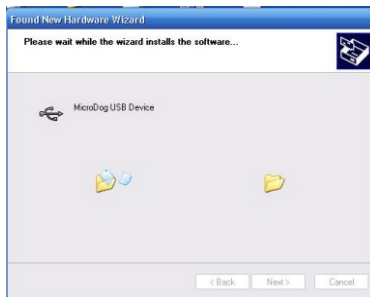 Found New Hardware Wizard
Please wait while the wizard installs the software...
MicroDog USB Device
< Back
Next >
Cancel